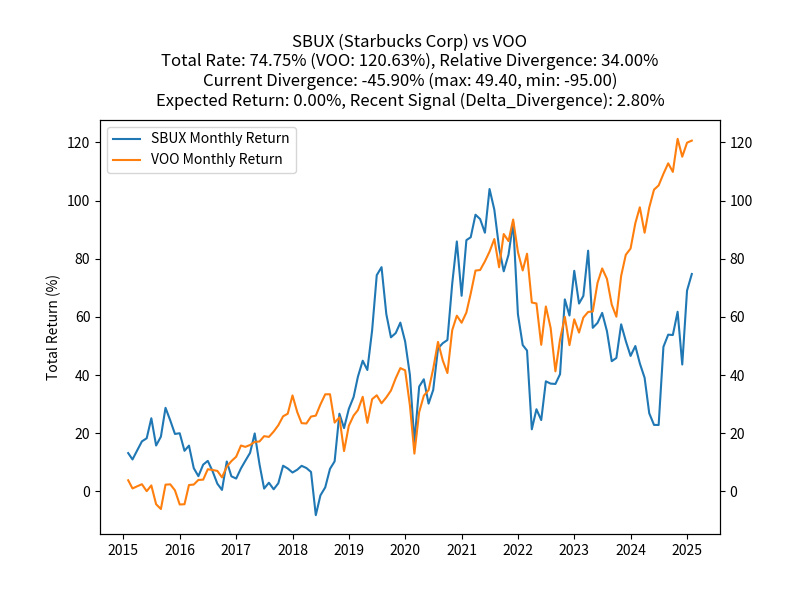 SBUX (Starbucks Corp) vs VOO
Total Rate: 74.75% (VOO: 120.63%), Relative Divergence: 34.00%
Current Divergence: -45.90% (max: 49.40, min: -95.00)
Expected Return: 0.00%, Recent Signal (Delta_Divergence): 2.80%
SBUX Monthly Return
VOO Monthly Return
Total Return (%)
120
100
80
60
40
20
0
120
100
80
60
40
20
0
2015 2016 2017 2018 2019 2020 2021 2022 2023 2024 2025